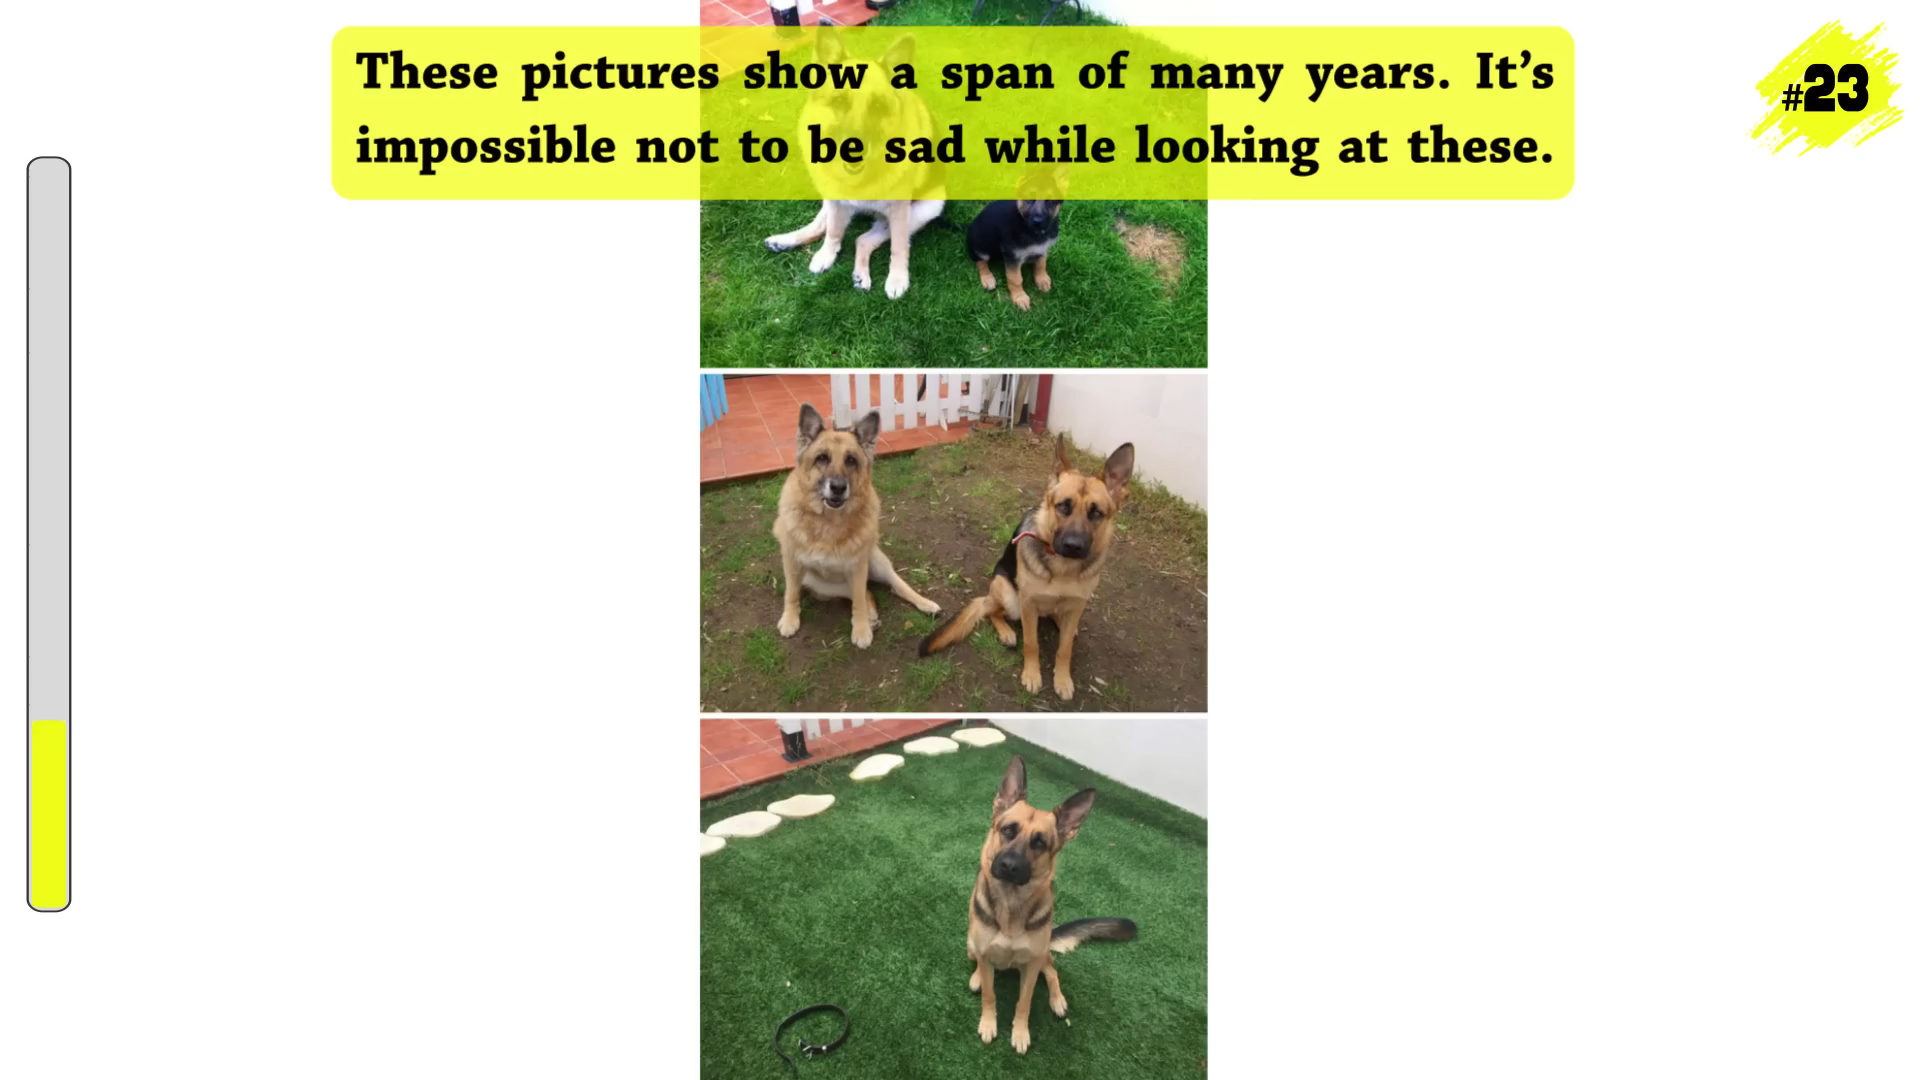 These pictures show a span of many years. It’s
impossible not to be sad while looking at these.
#23